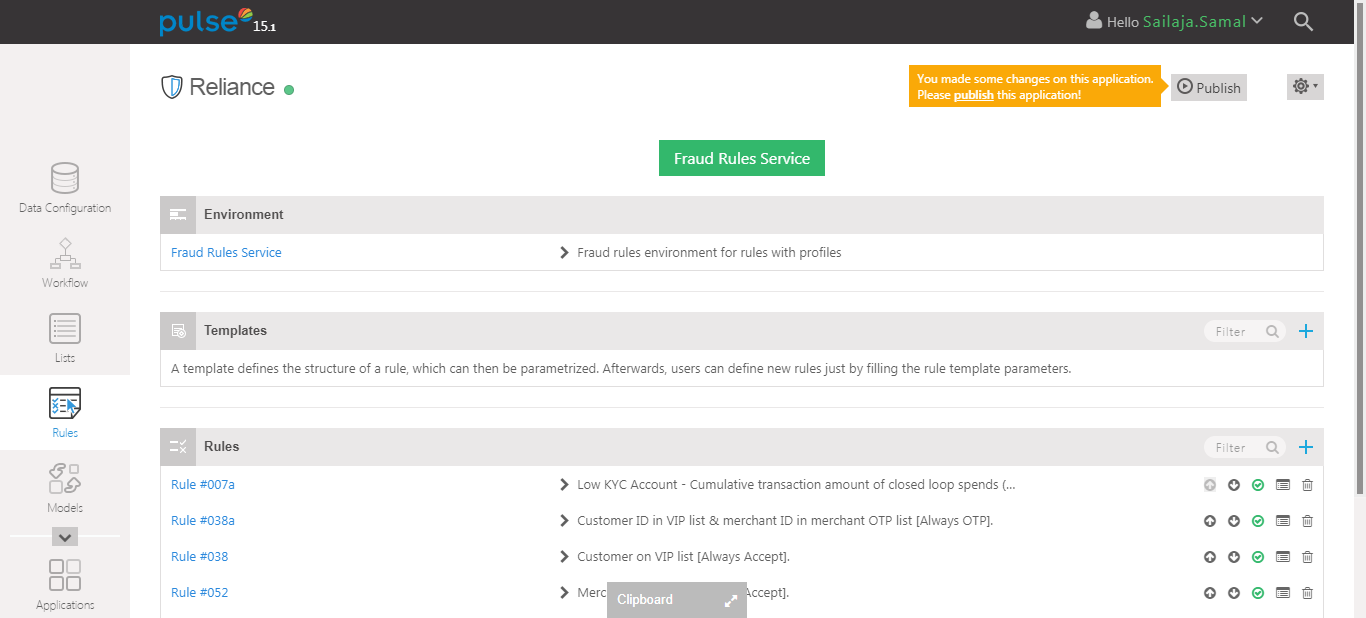 pulse 15.1
Hello Sailaja.Samal
Reliance
You made some changes on this application.
Please publish this application!
Publish
Data Configuration
Workflow
Lists
Rules
Models
Applications
Fraud Rules Service
Environment
Fraud Rules Service
Fraud rules environment for rules with profiles
Templates
Filter
A template defines the structure of a rule, which can then be parametrized. Afterwards, users can define new rules just by filling the rule template parameters.
Rules
Filter
Rule #007a
Low KYC Account - Cumulative transaction amount of closed loop spends (...
Rule #038a
Customer ID in VIP list & merchant ID in merchant OTP list [Always OTP].
Rule #038
Customer on VIP list [Always Accept].
Rule #052
Clipboard